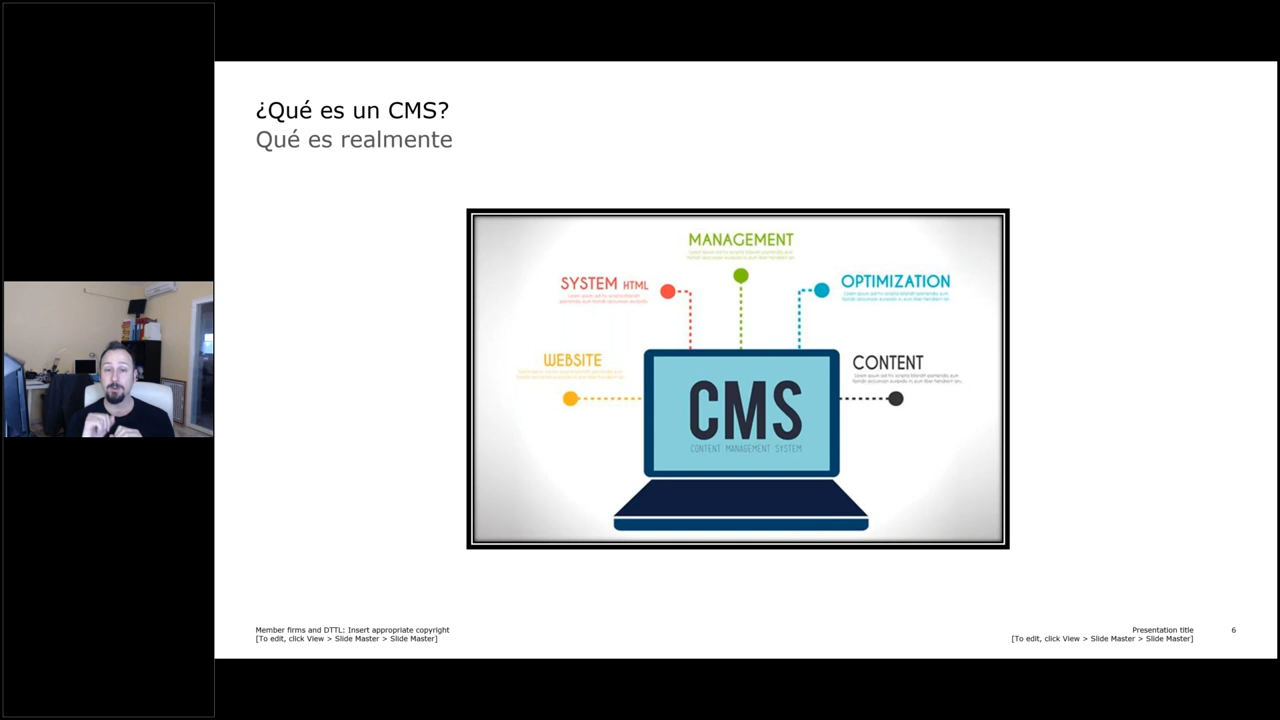 ¿Qué es un CMS?
Qué es realmente
MANAGEMENT
SYSTEM HTML
OPTIMIZATION
WEBSITE
CONTENT
CMS
CONTENT MANAGEMENT SYSTEM
Member firms and DTTL: Insert appropriate copyright
[To edit, click View > Slide Master > Slide Master]
Presentation title
[To edit, click View > Slide Master > Slide Master]
6